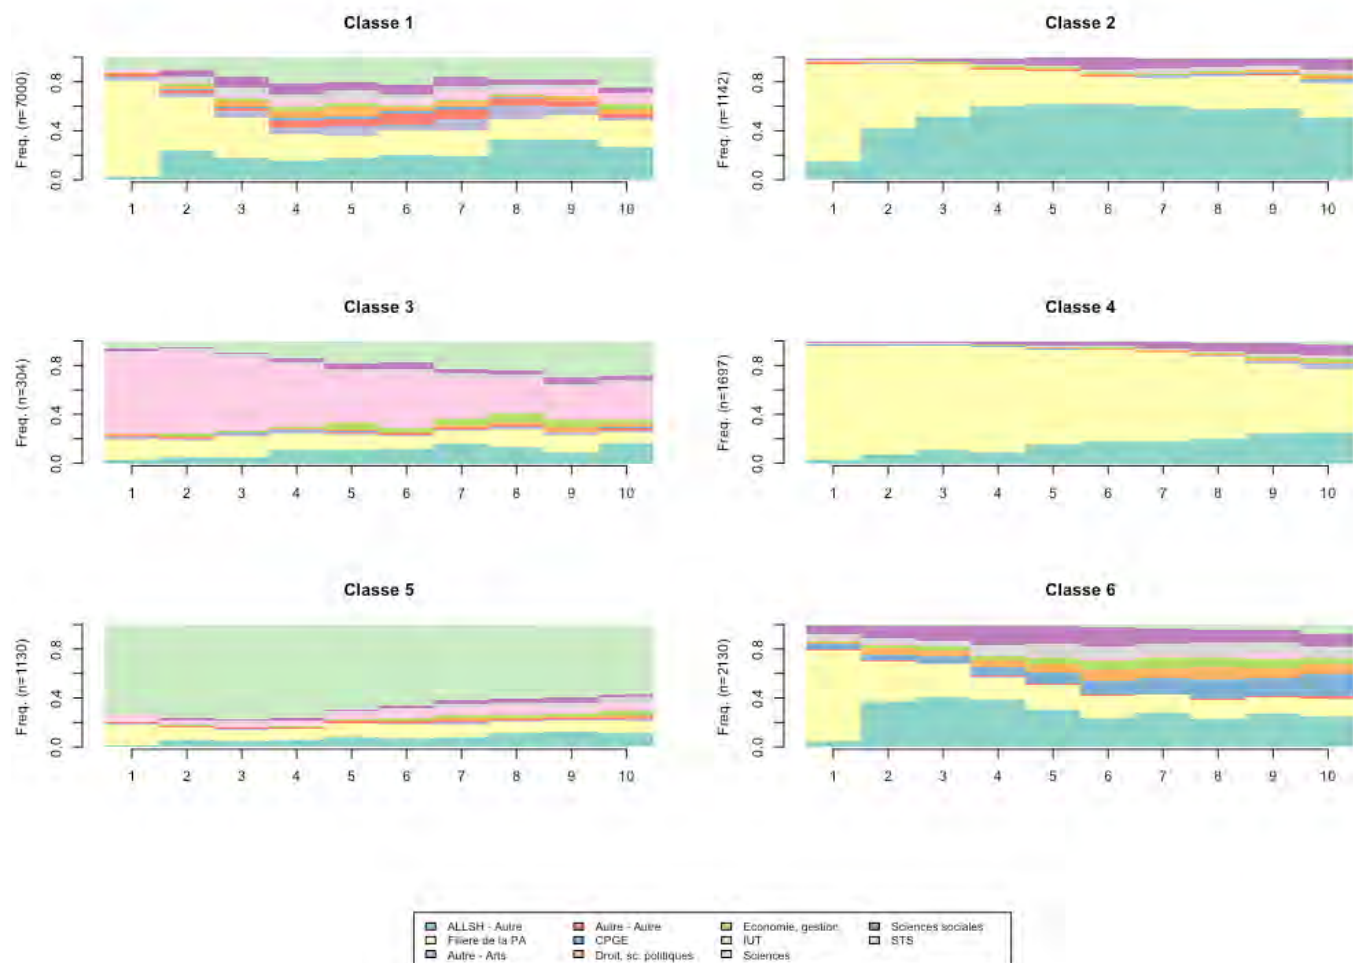 Classe 1
Classe 2
Freq. (n=7000)
0.0 0.4 0.8
1 2 3 4 5 6 7 8 9 10
Freq. (n=1142)
0.0 0.4 0.8
1 2 3 4 5 6 7 8 9 10
Classe 3
Classe 4
Freq. (n=304)
0.0 0.4 0.8
1 2 3 4 5 6 7 8 9 10
Freq. (n=1697)
0.0 0.4 0.8
1 2 3 4 5 6 7 8 9 10
Classe 5
Classe 6
Freq. (n=1130)
0.0 0.4 0.8
1 2 3 4 5 6 7 8 9 10
Freq. (n=2130)
0.0 0.4 0.8
1 2 3 4 5 6 7 8 9 10
ALLSH - Autre Autre - Autre Economie, gestion Sciences sociales
Filiere de la PA CPGE IUT STS
Autre - Arts Droit, sc. politiques Sciences